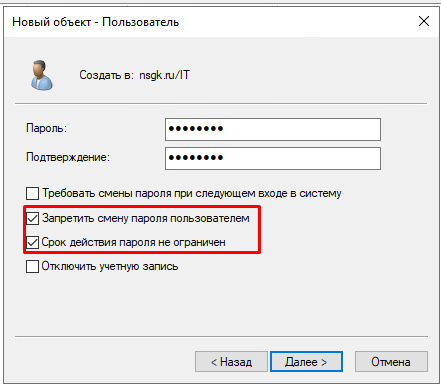 Новый объект - Пользователь
Создать в: nsgk.ru/IT
Пароль: ●●●●●●●●
Подтверждение: ●●●●●●●●
Требовать смены пароля при следующем входе в систему
Запретить смену пароля пользователем
Срок действия пароля не ограничен
Отключить учетную запись
< Назад Далее > Отмена